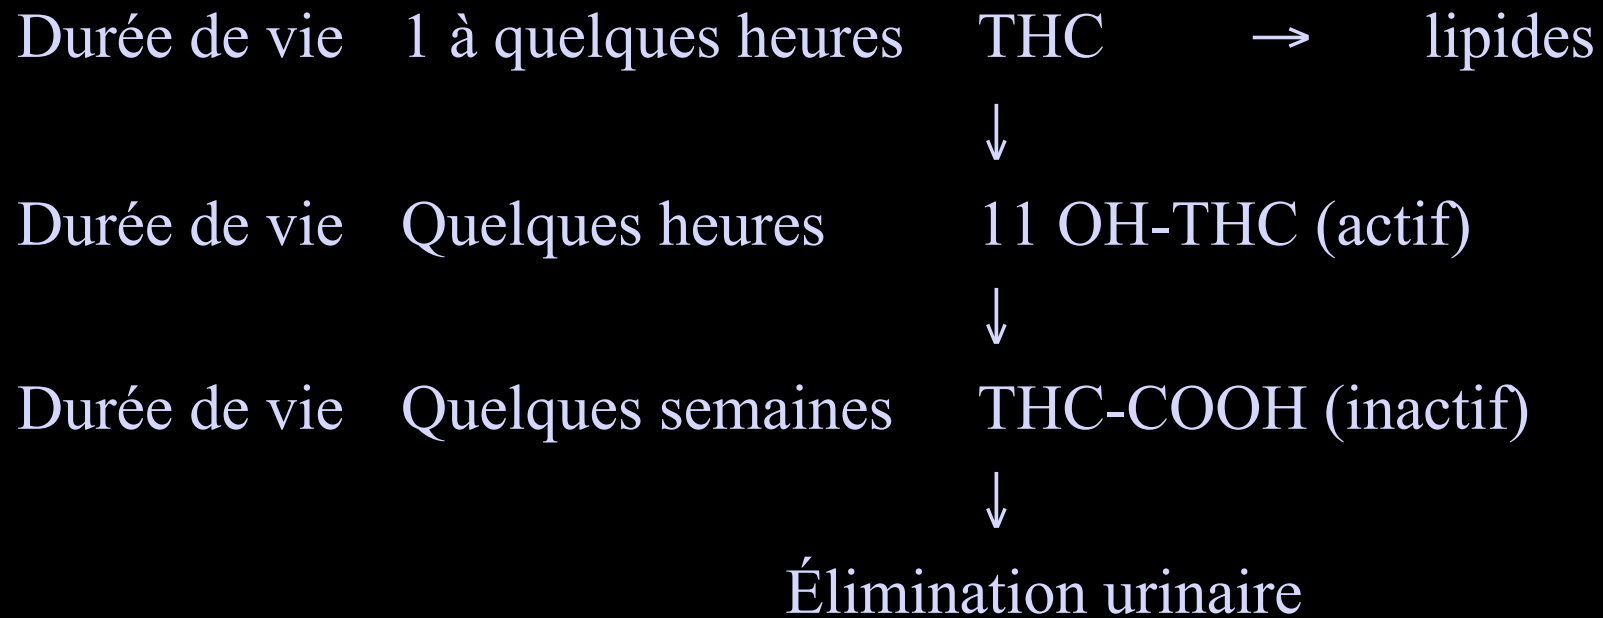 Durée de vie 1 à quelques heures THC → lipides
↓
Durée de vie Quelques heures 11 OH-THC (actif)
↓
Durée de vie Quelques semaines THC-COOH (inactif)
↓
Élimination urinaire